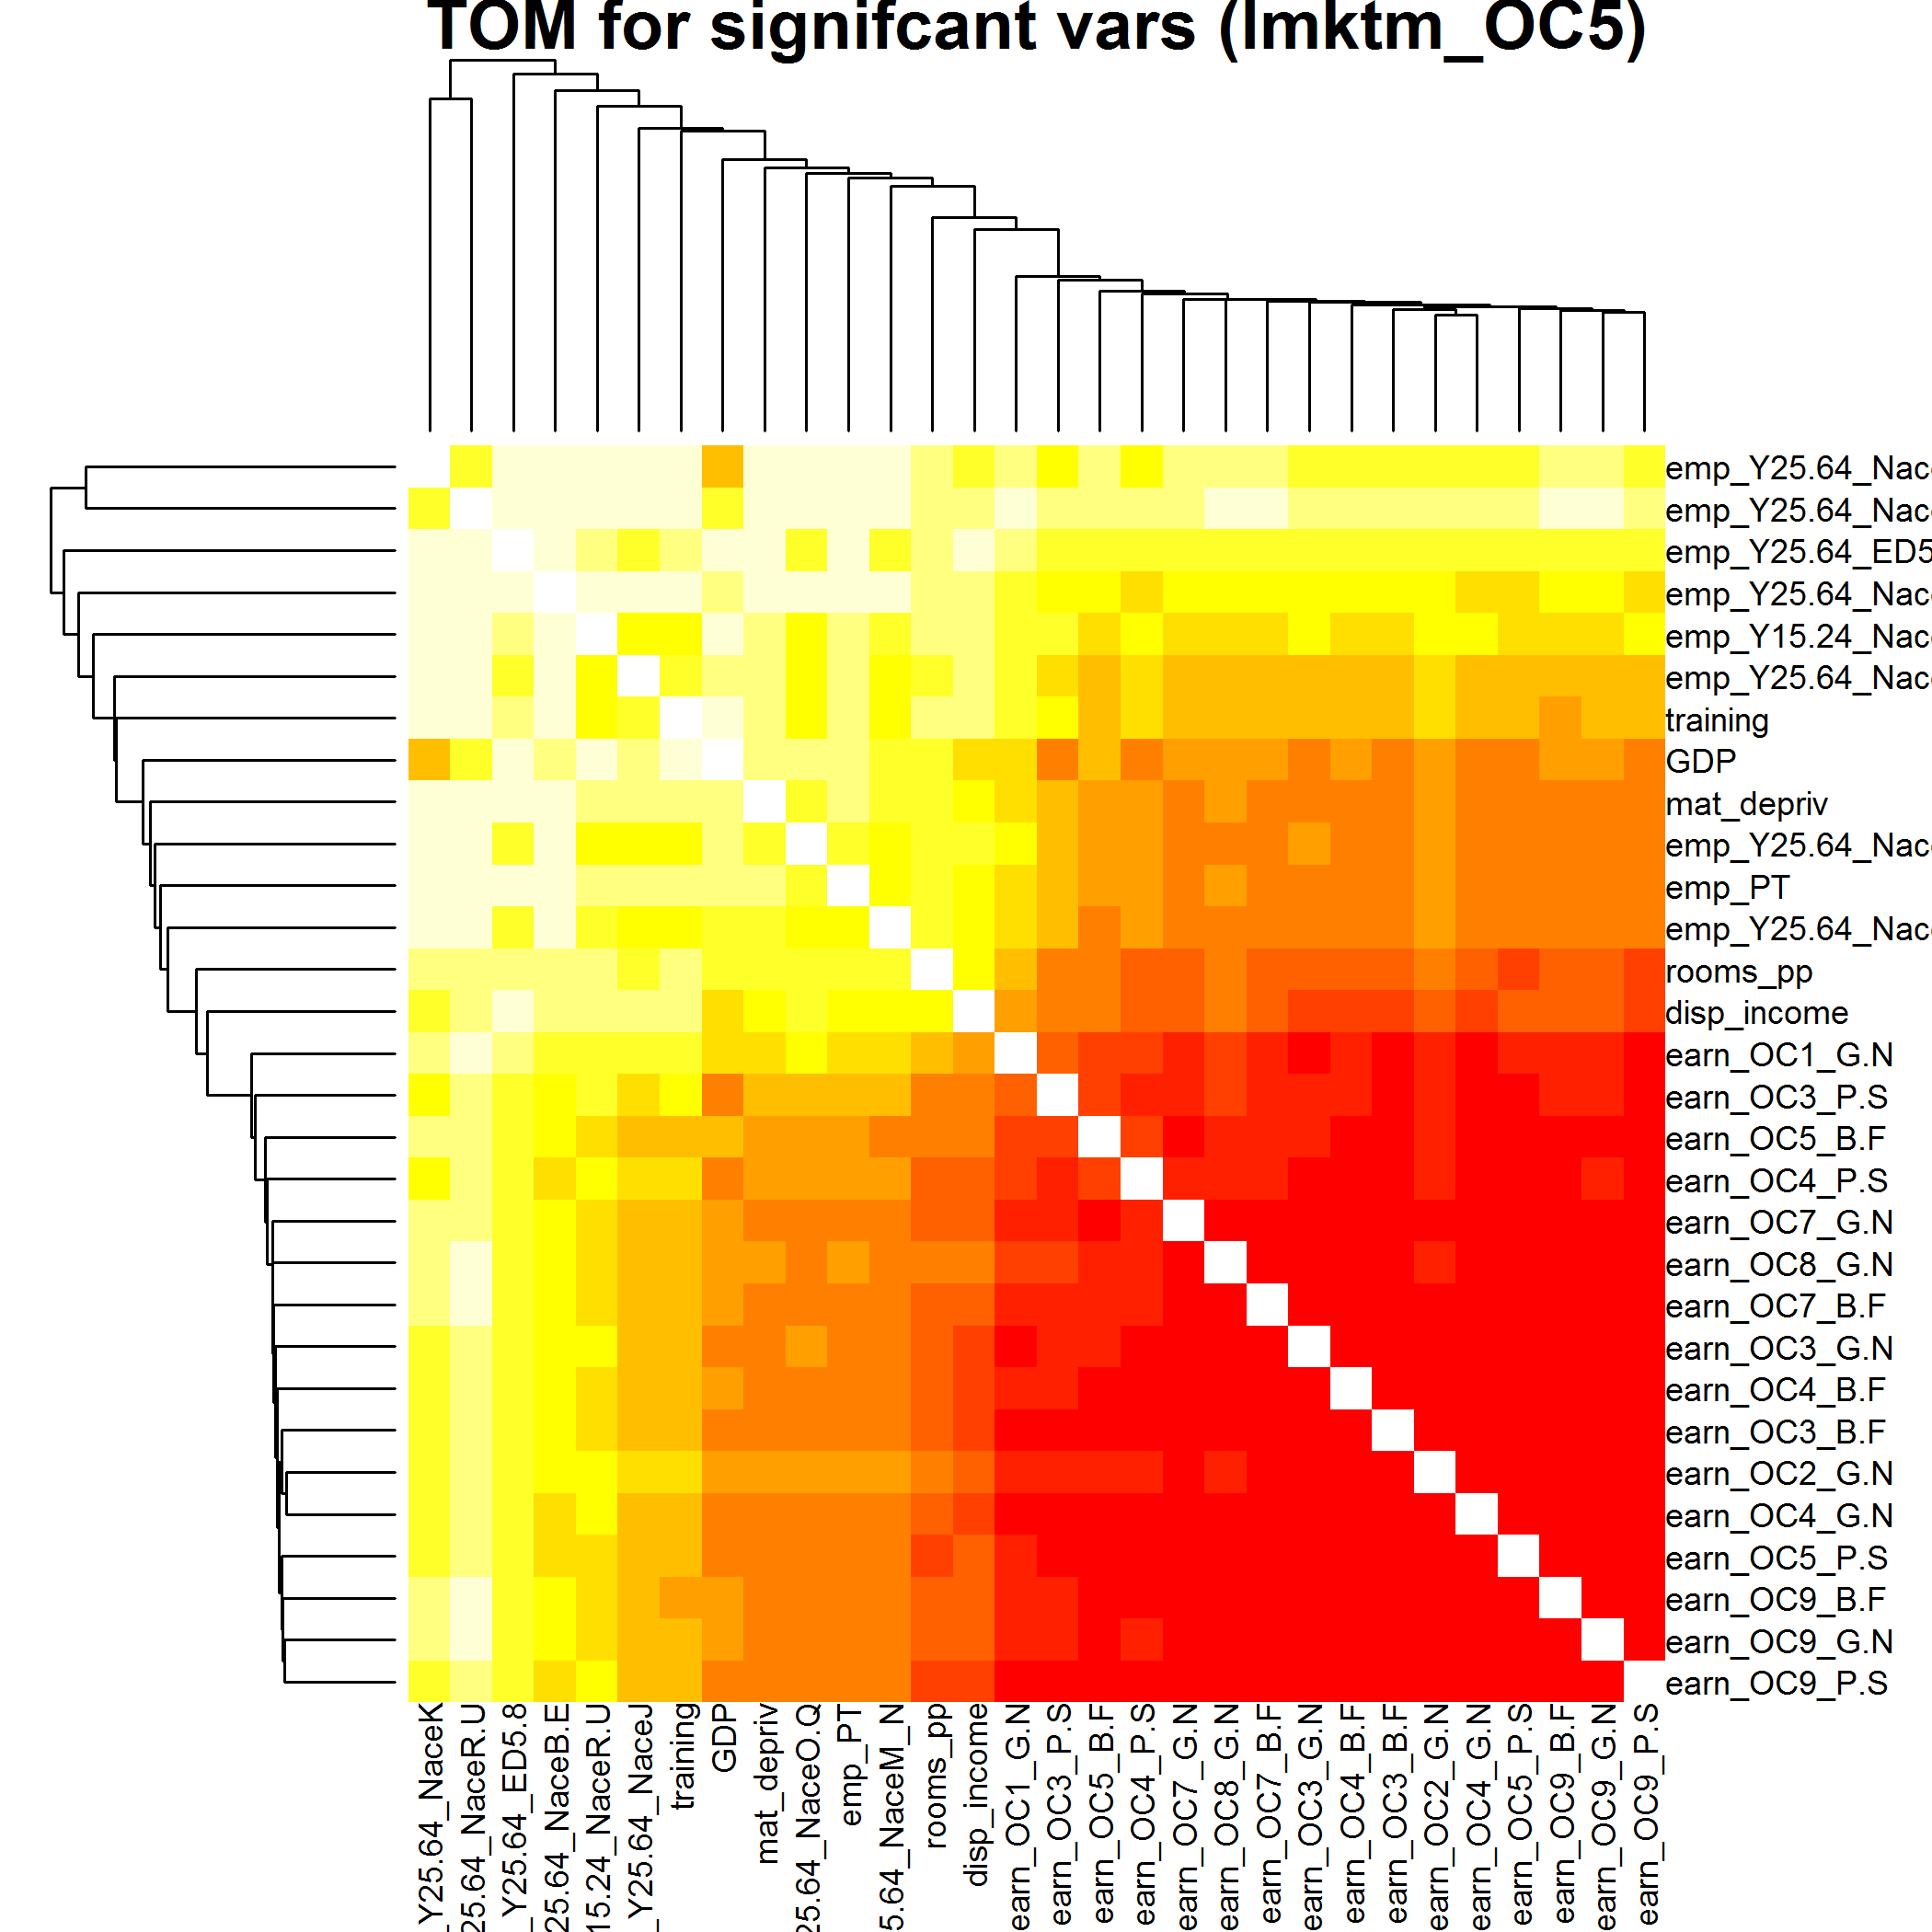 TOM for signifcant vars (lmktm_OC5)
emp_Y25.64_Nac
emp_Y25.64_Nac
emp_Y25.64_ED5
emp_Y25.64_Nac
emp_Y15.24_Nac
emp_Y25.64_Nac
training
GDP
mat_depriv
emp_Y25.64_Nac
emp_PT
emp_Y25.64_Nac
rooms_pp
disp_income
earn_OC1_G.N
earn_OC3_P.S
earn_OC5_B.F
earn_OC4_P.S
earn_OC7_G.N
earn_OC8_G.N
earn_OC7_B.F
earn_OC3_G.N
earn_OC4_B.F
earn_OC3_B.F
earn_OC2_G.N
earn_OC4_G.N
earn_OC5_P.S
earn_OC9_B.F
earn_OC9_G.N
earn_OC9_P.S
_Y25.64_NaceK
25.64_NaceR.U
_Y25.64_ED5.8
25.64_NaceB.E
15.24_NaceR.U
_Y25.64_NaceJ
training
GDP
mat_depriv
25.64_NaceO.Q
emp_PT
5.64_NaceM_N
rooms_pp
disp_income
earn_OC1_G.N
earn_OC3_P.S
earn_OC5_B.F
earn_OC4_P.S
earn_OC7_G.N
earn_OC8_G.N
earn_OC7_B.F
earn_OC3_G.N
earn_OC4_B.F
earn_OC3_B.F
earn_OC2_G.N
earn_OC4_G.N
earn_OC5_P.S
earn_OC9_B.F
earn_OC9_G.N
earn_OC9_P.S